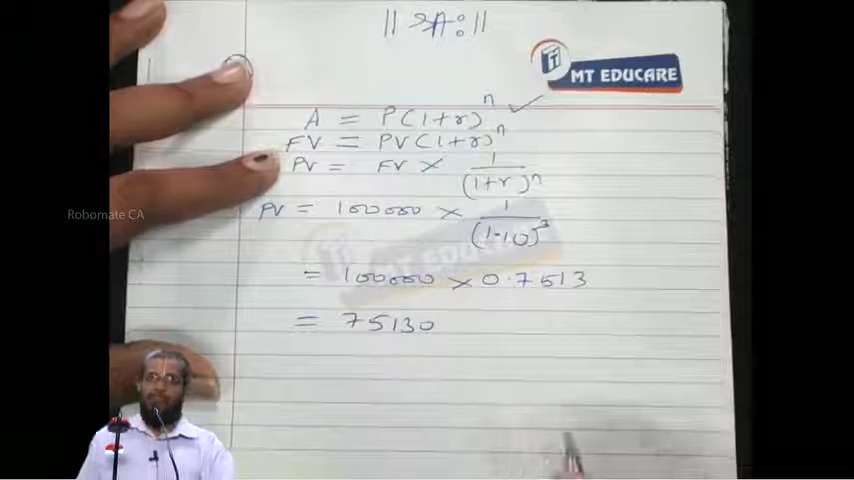 MT EDUCARE
A = P(1+r)^n ✓
FV = PV(1+r)^n
PV = FV × 1/(1+r)^n
PV = 100000 × 1/(1.10)^3
= 100000 × 0.7513
= 75130
Robomate CA